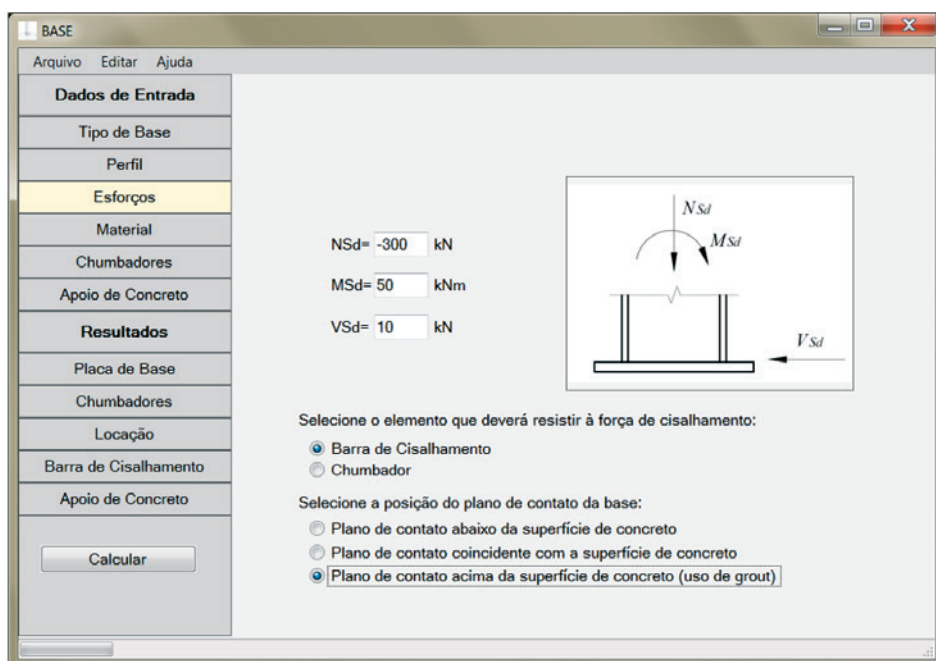 BASE
Arquivo Editar Ajuda
Dados de Entrada
Tipo de Base
Perfil
Esforços
Material
Chumbadores
Apoio de Concreto
Resultados
Placa de Base
Chumbadores
Locação
Barra de Cisalhamento
Apoio de Concreto
Calcular
NSd= -300 kN
MSd= 50 kNm
VSd= 10 kN
NSd
MSd
VSd
Selecione o elemento que deverá resistir à força de cisalhamento:
Barra de Cisalhamento
Chumbador
Selecione a posição do plano de contato da base:
Plano de contato abaixo da superfície de concreto
Plano de contato coincidente com a superfície de concreto
Plano de contato acima da superfície de concreto (uso de grout)